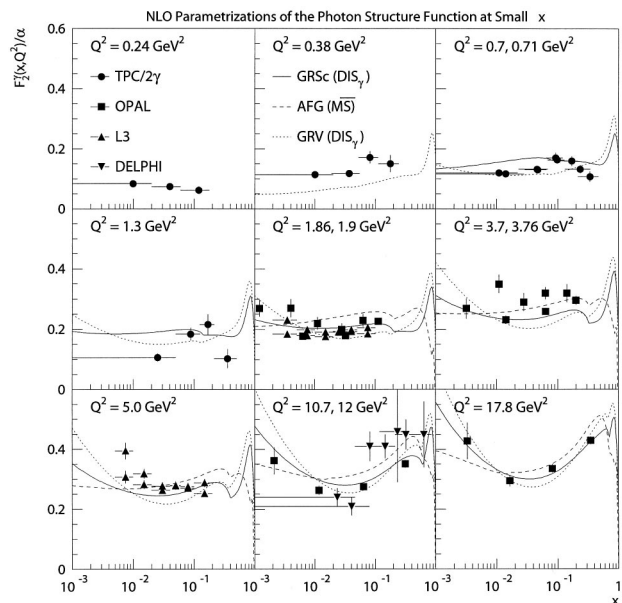 NLO Parametrizations of the Photon Structure Function at Small x
F₂^γ(x,Q²)/α
0.6
Q² = 0.24 GeV²
Q² = 0.38 GeV²
Q² = 0.7, 0.71 GeV²
TPC/2γ
GRSc (DIS_γ)
0.4
OPAL
AFG (M̅S̅)
L3
GRV (DIS_γ)
0.2
DELPHI
0.0
Q² = 1.3 GeV²
Q² = 1.86, 1.9 GeV²
Q² = 3.7, 3.76 GeV²
0.4
0.2
0.0
Q² = 5.0 GeV²
Q² = 10.7, 12 GeV²
Q² = 17.8 GeV²
0.4
0.2
0
10⁻³ 10⁻² 10⁻¹ 10⁻³ 10⁻² 10⁻¹ 10⁻³ 10⁻² 10⁻¹ 1
x